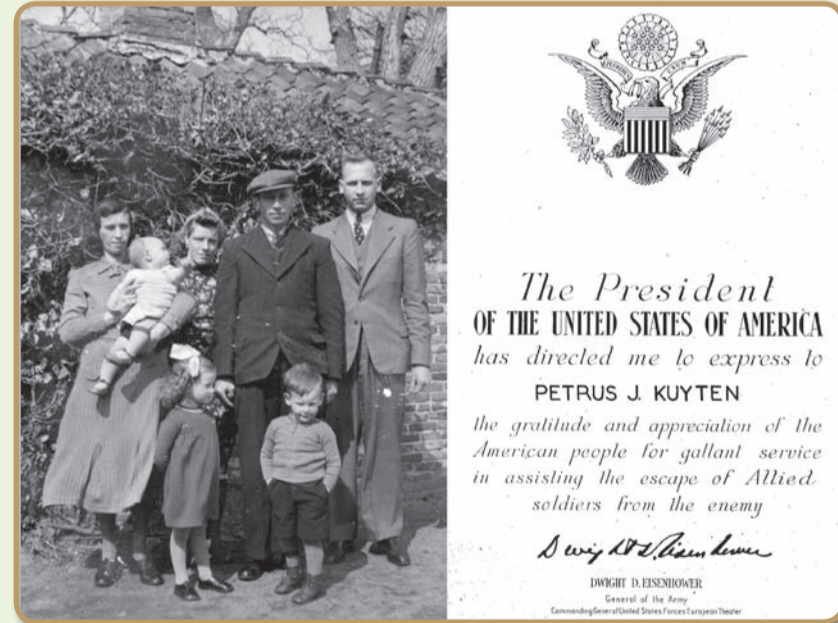 The President
OF THE UNITED STATES OF AMERICA
has directed me to express to
PETRUS J. KUYTEN
the gratitude and appreciation of the
American people for gallant service
in assisting the escape of Allied
soldiers from the enemy
Dwight D. Eisenhower
DWIGHT D. EISENHOWER
General of the Army
Commanding General United States Forces European Theater